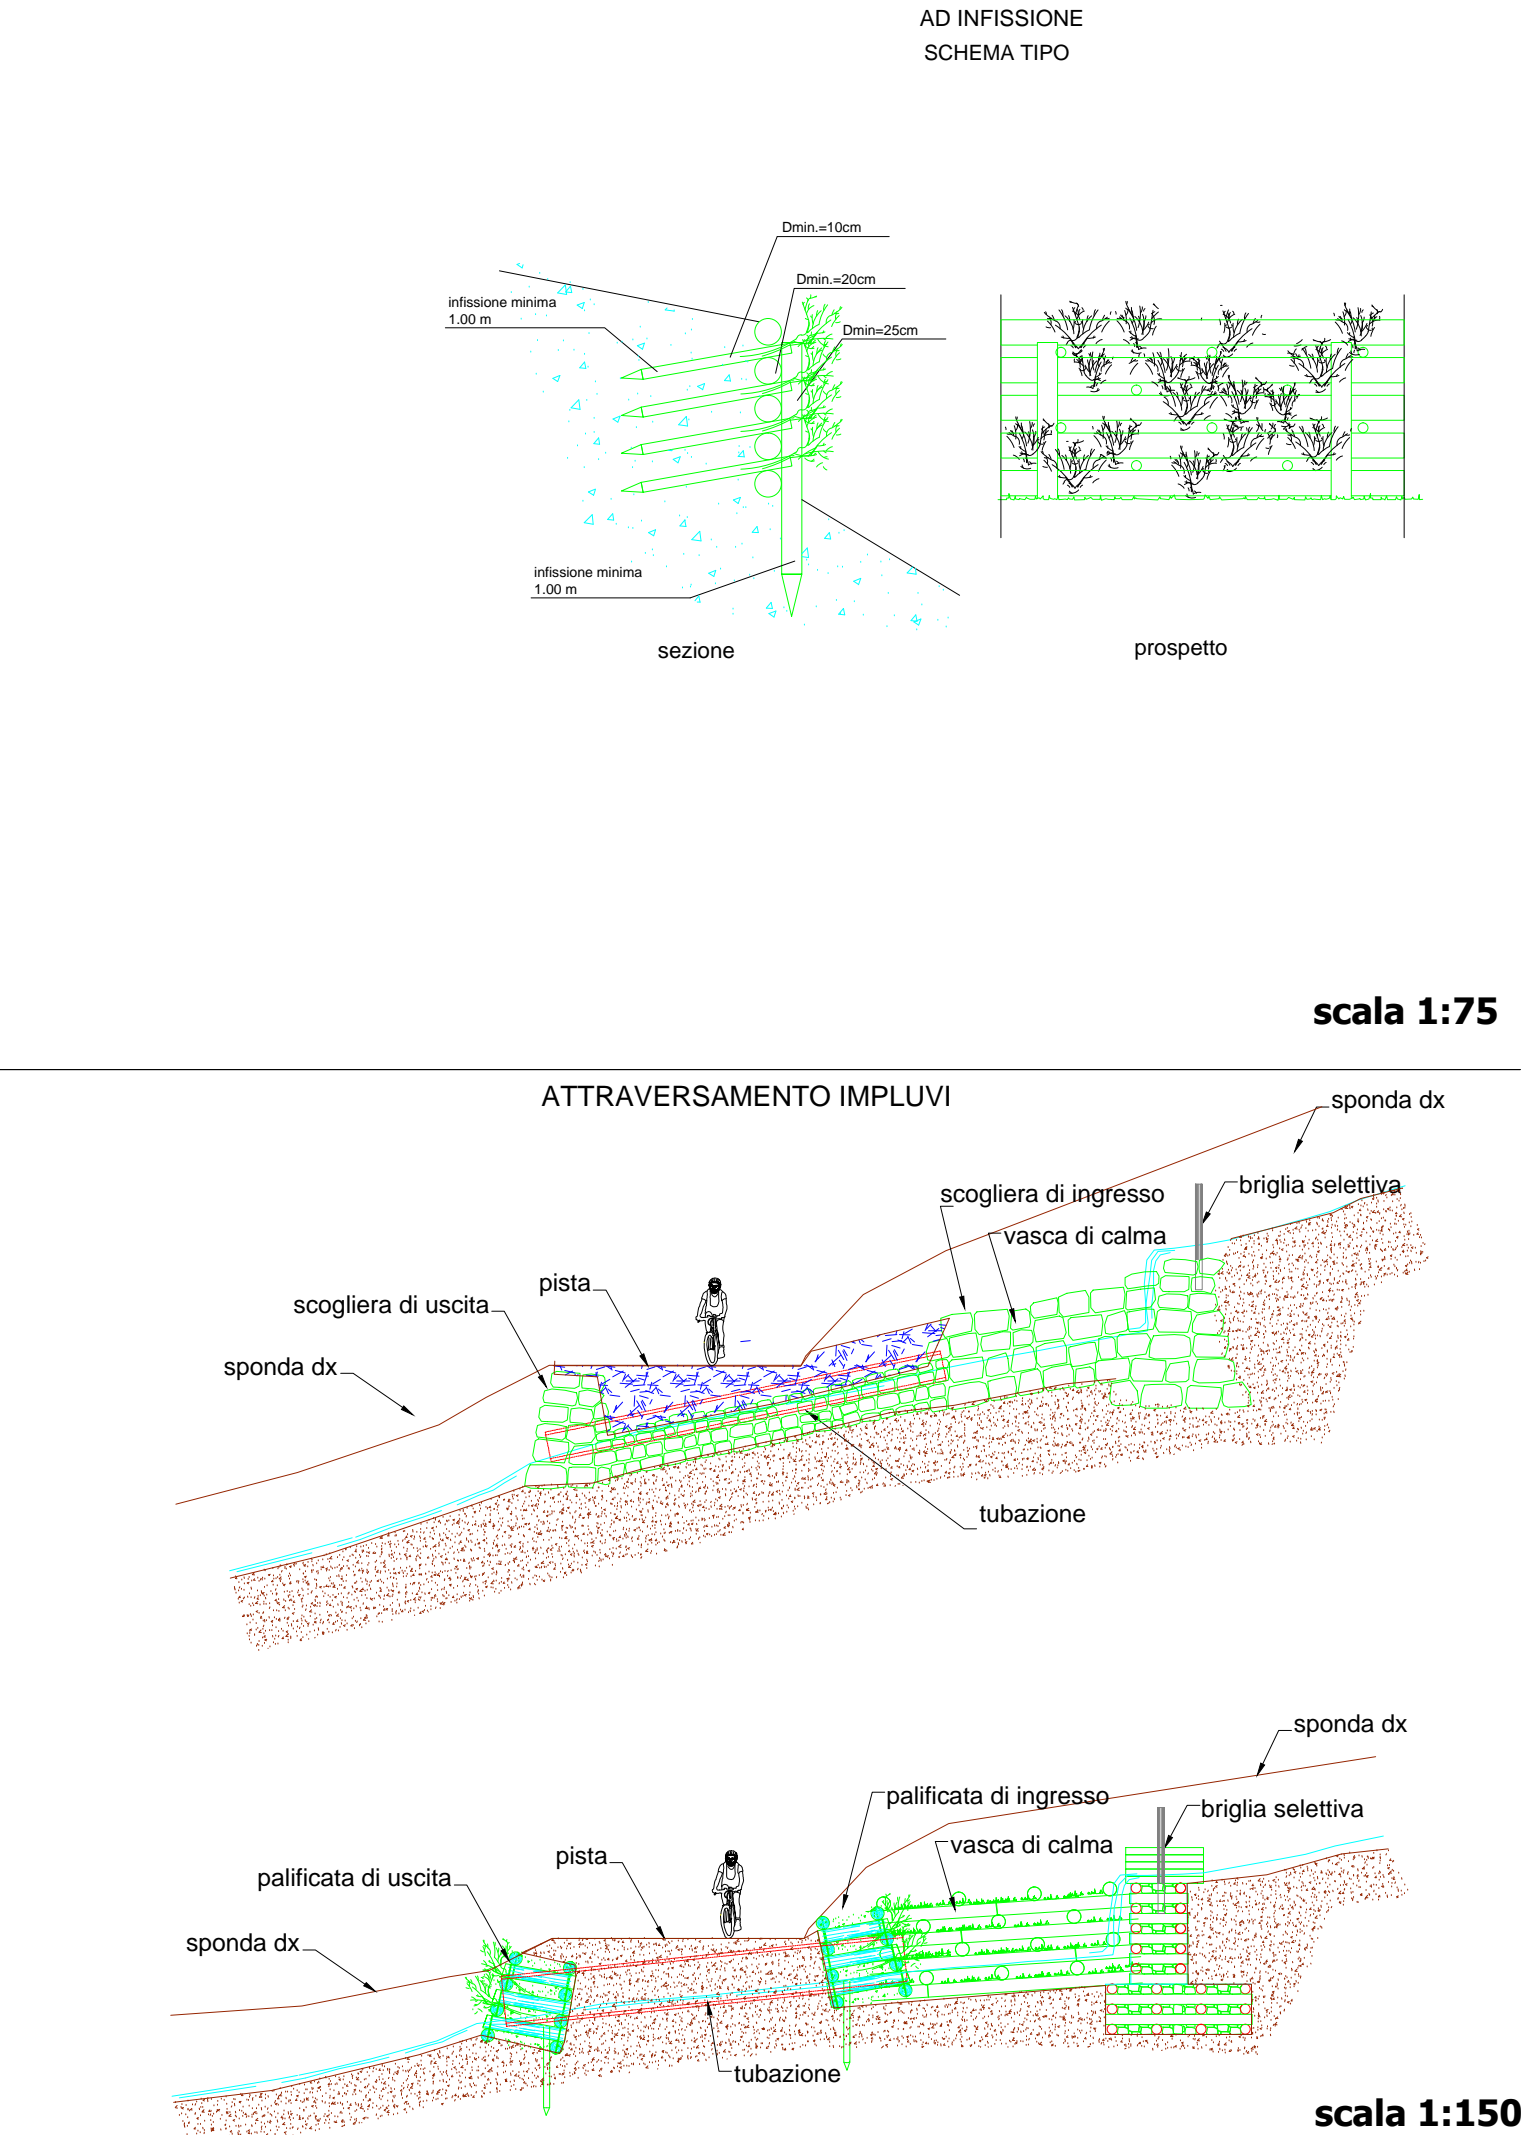 AD INFISSIONE
SCHEMA TIPO
Dmin.=10cm
Dmin.=20cm
infissione minima
1.00 m
Dmin=25cm
infissione minima
1.00 m
sezione
prospetto
scala 1:75
ATTRAVERSAMENTO IMPLUVI
sponda dx
briglia selettiva
scogliera di ingresso
vasca di calma
pista
scogliera di uscita
sponda dx
tubazione
sponda dx
palificata di ingresso
briglia selettiva
vasca di calma
pista
palificata di uscita
sponda dx
tubazione
scala 1:150